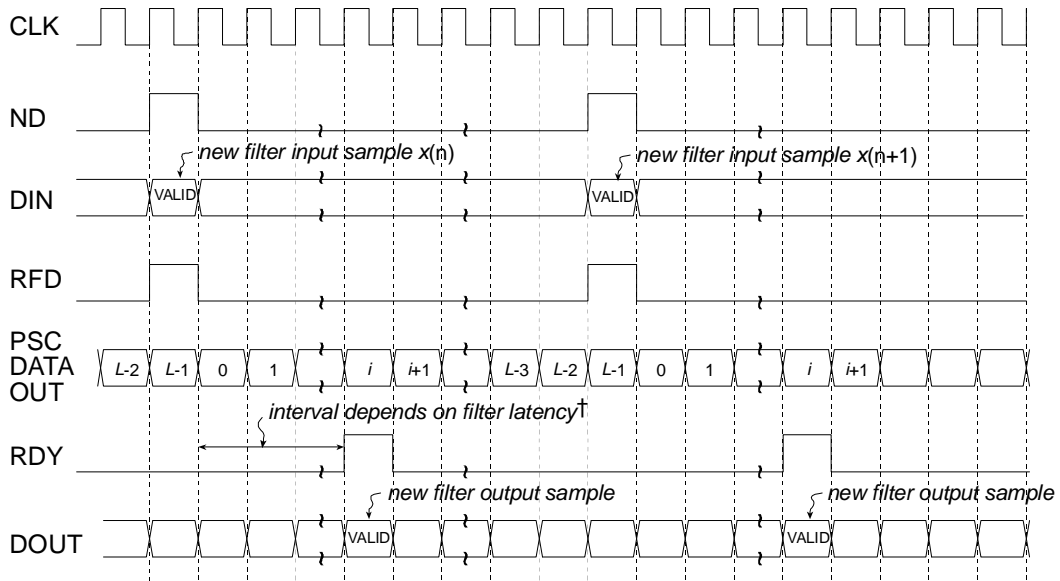 CLK
ND
new filter input sample x(n)
new filter input sample x(n+1)
DIN
VALID
VALID
RFD
PSC
DATA
OUT
L-2 L-1 0 1 i i+1 L-3 L-2 L-1 0 1 i i+1
interval depends on filter latency†
RDY
new filter output sample
new filter output sample
DOUT
VALID
VALID